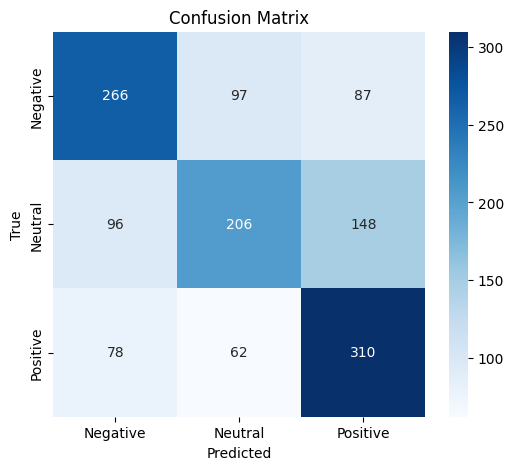 Confusion Matrix
Negative 266 97 87
Neutral 96 206 148
Positive 78 62 310
True
Negative Neutral Positive
Predicted
300
250
200
150
100